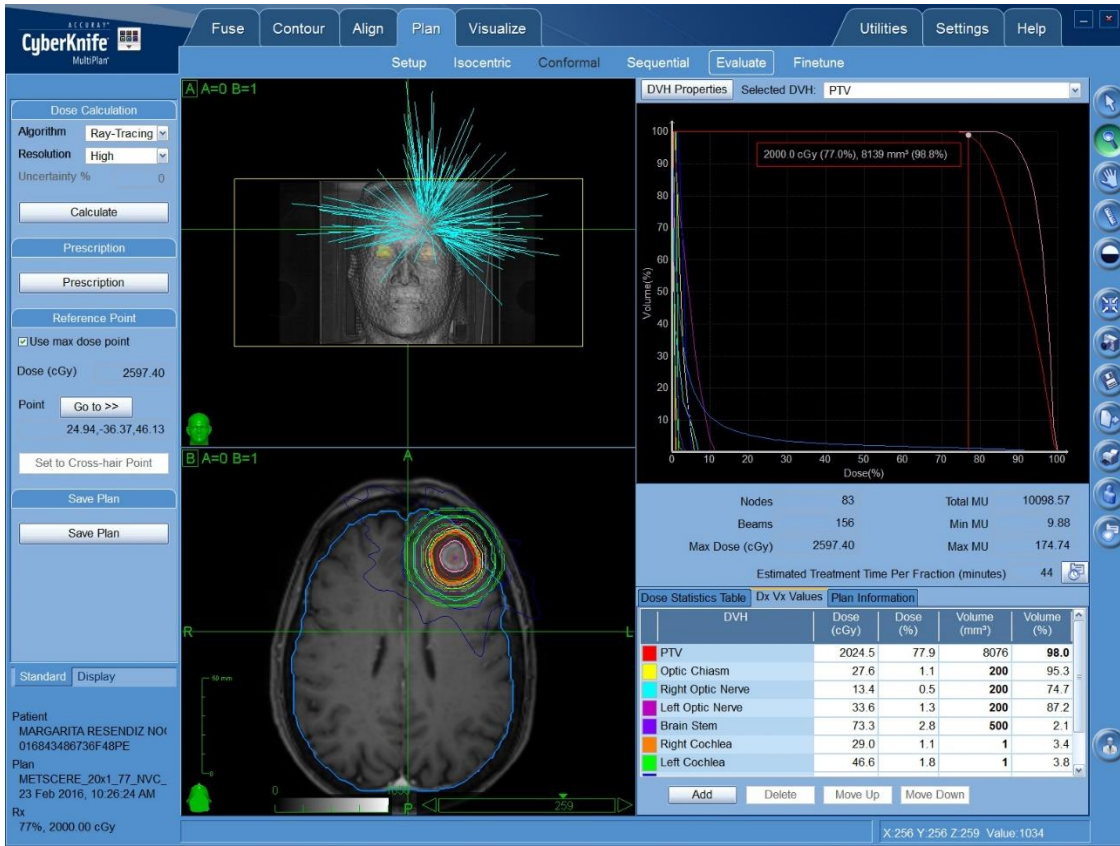 ACCURAY
CyberKnife
MultiPlan
Fuse Contour Align Plan Visualize Utilities Settings Help
Setup Isocentric Conformal Sequential Evaluate Finetune
Dose Calculation
Algorithm Ray-Tracing
Resolution High
Uncertainty % 0
Calculate
Prescription
Prescription
Reference Point
Use max dose point
Dose (cGy) 2597.40
Point Go to >>
24.94,-36.37,46.13
Set to Cross-hair Point
Save Plan
Save Plan
Standard Display
Patient
MARGARITA RESENDIZ NO
016843486736F48PE
Plan
METSCERE_20x1_77_NVC_
23 Feb 2016, 10:26:24 AM
Rx
77%, 2000.00 cGy
A A=0 B=1
B A=0 B=1
A
R
L
P
50 mm
0
0
259
DVH Properties Selected DVH: PTV
2000.0 cGy (77.0%), 8139 mm³ (98.8%)
Volume(%)
100
90
80
70
60
50
40
30
20
10
0 10 20 30 40 50 60 70 80 90 100
Dose(%)
Nodes 83 Total MU 10098.57
Beams 156 Min MU 9.88
Max Dose (cGy) 2597.40 Max MU 174.74
Estimated Treatment Time Per Fraction (minutes) 44
Dose Statistics Table Dx Vx Values Plan Information
DVH Dose (cGy) Dose (%) Volume (mm³) Volume (%)
PTV 2024.5 77.9 8076 98.0
Optic Chiasm 27.6 1.1 200 95.3
Right Optic Nerve 13.4 0.5 200 74.7
Left Optic Nerve 33.6 1.3 200 87.2
Brain Stem 73.3 2.8 500 2.1
Right Cochlea 29.0 1.1 1 3.4
Left Cochlea 46.6 1.8 1 3.8
Add Delete Move Up Move Down
X:256 Y:256 Z:259 Value:1034